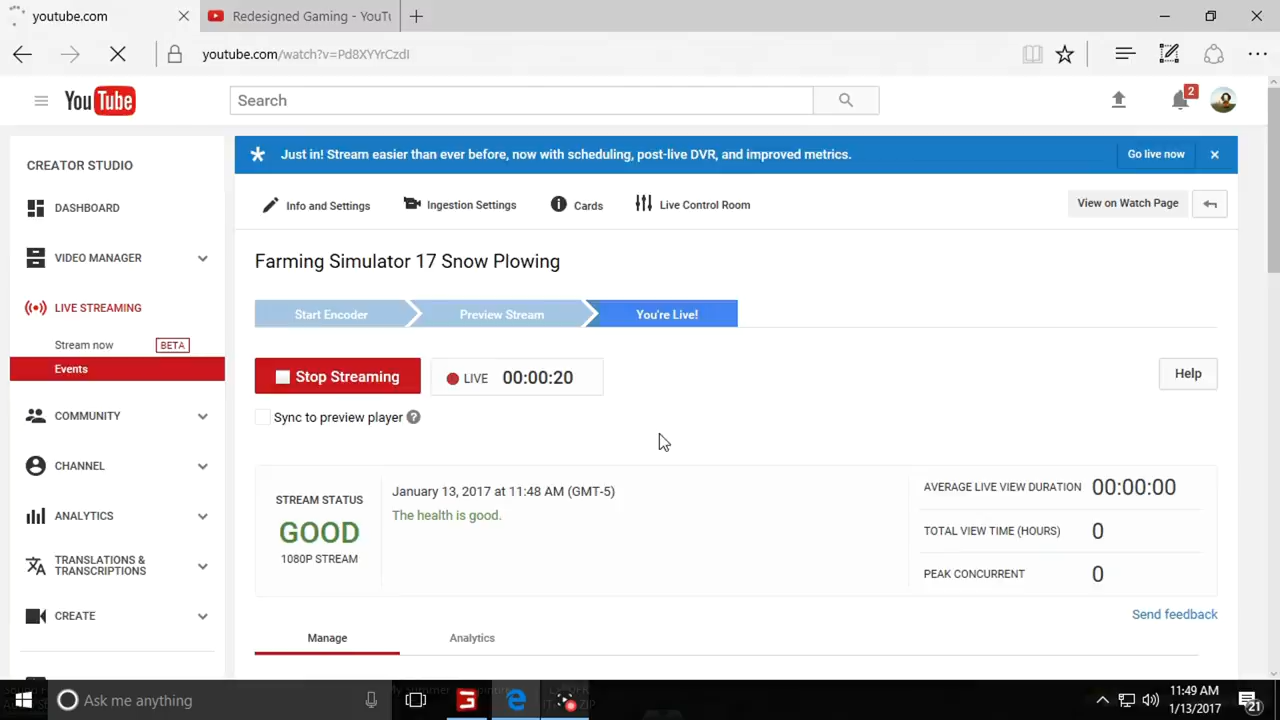 youtube.com
Redesigned Gaming - YouTu
youtube.com/watch?v=Pd8XYYrCzdI
YouTube
Search
2
CREATOR STUDIO
DASHBOARD
VIDEO MANAGER
LIVE STREAMING
Stream now BETA
Events
COMMUNITY
CHANNEL
ANALYTICS
TRANSLATIONS &
TRANSCRIPTIONS
CREATE
Just in! Stream easier than ever before, now with scheduling, post-live DVR, and improved metrics.
Go live now
Info and Settings
Ingestion Settings
Cards
Live Control Room
View on Watch Page
Farming Simulator 17 Snow Plowing
Start Encoder
Preview Stream
You're Live!
Stop Streaming
LIVE 00:00:20
Help
Sync to preview player ?
STREAM STATUS
GOOD
1080P STREAM
January 13, 2017 at 11:48 AM (GMT-5)
The health is good.
AVERAGE LIVE VIEW DURATION 00:00:00
TOTAL VIEW TIME (HOURS) 0
PEAK CONCURRENT 0
Send feedback
Manage
Analytics
Ask me anything
11:49 AM
1/13/2017
21